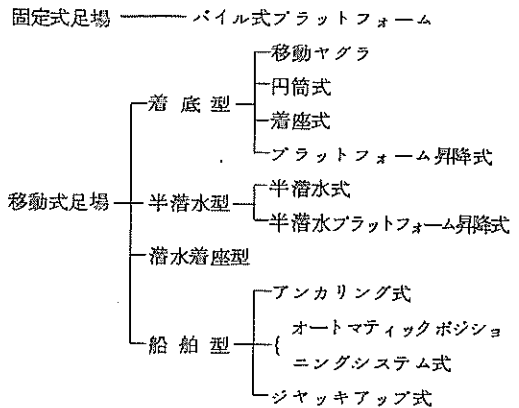 固定式足場 パイル式プラットフォーム
移動ヤグラ
円筒式
着底型
着座式
プラットフォーム昇降式
半潜水式
移動式足場 半潜水型
半潜水プラットフォーム昇降式
潜水着座型
アンカリング式
オートマティックポジショ
船舶型
ニングシステム式
ジヤッキアップ式